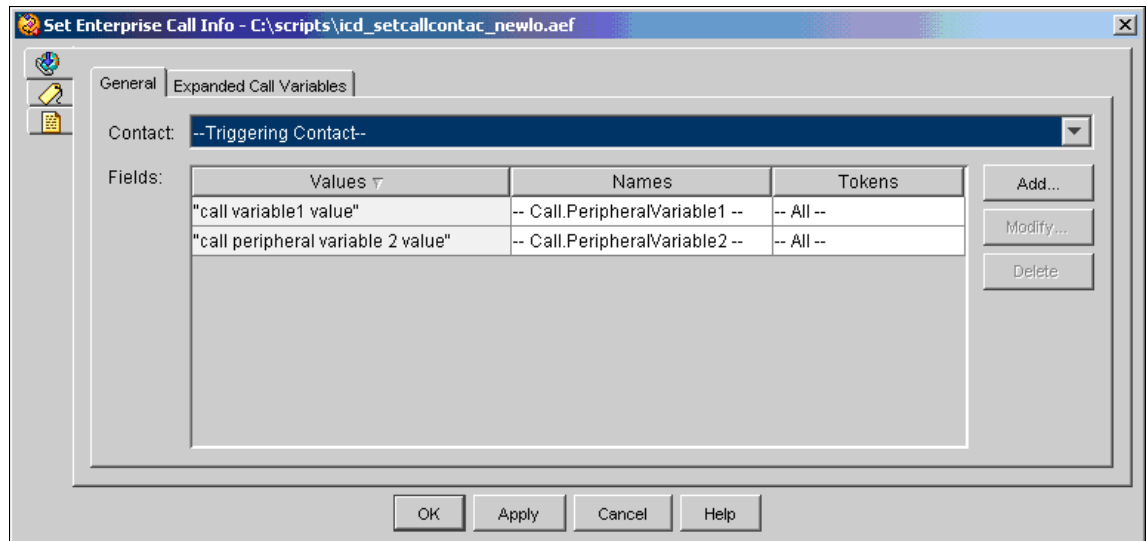 Set Enterprise Call Info - C:\scripts\icd_setcallcontac_newlo.aef
General Expanded Call Variables
Contact: --Triggering Contact--
Fields: Values Names Tokens Add...
"call variable1 value" -- Call.PeripheralVariable1 -- -- All --
"call peripheral variable 2 value" -- Call.PeripheralVariable2 -- -- All --
Modify...
Delete
OK Apply Cancel Help